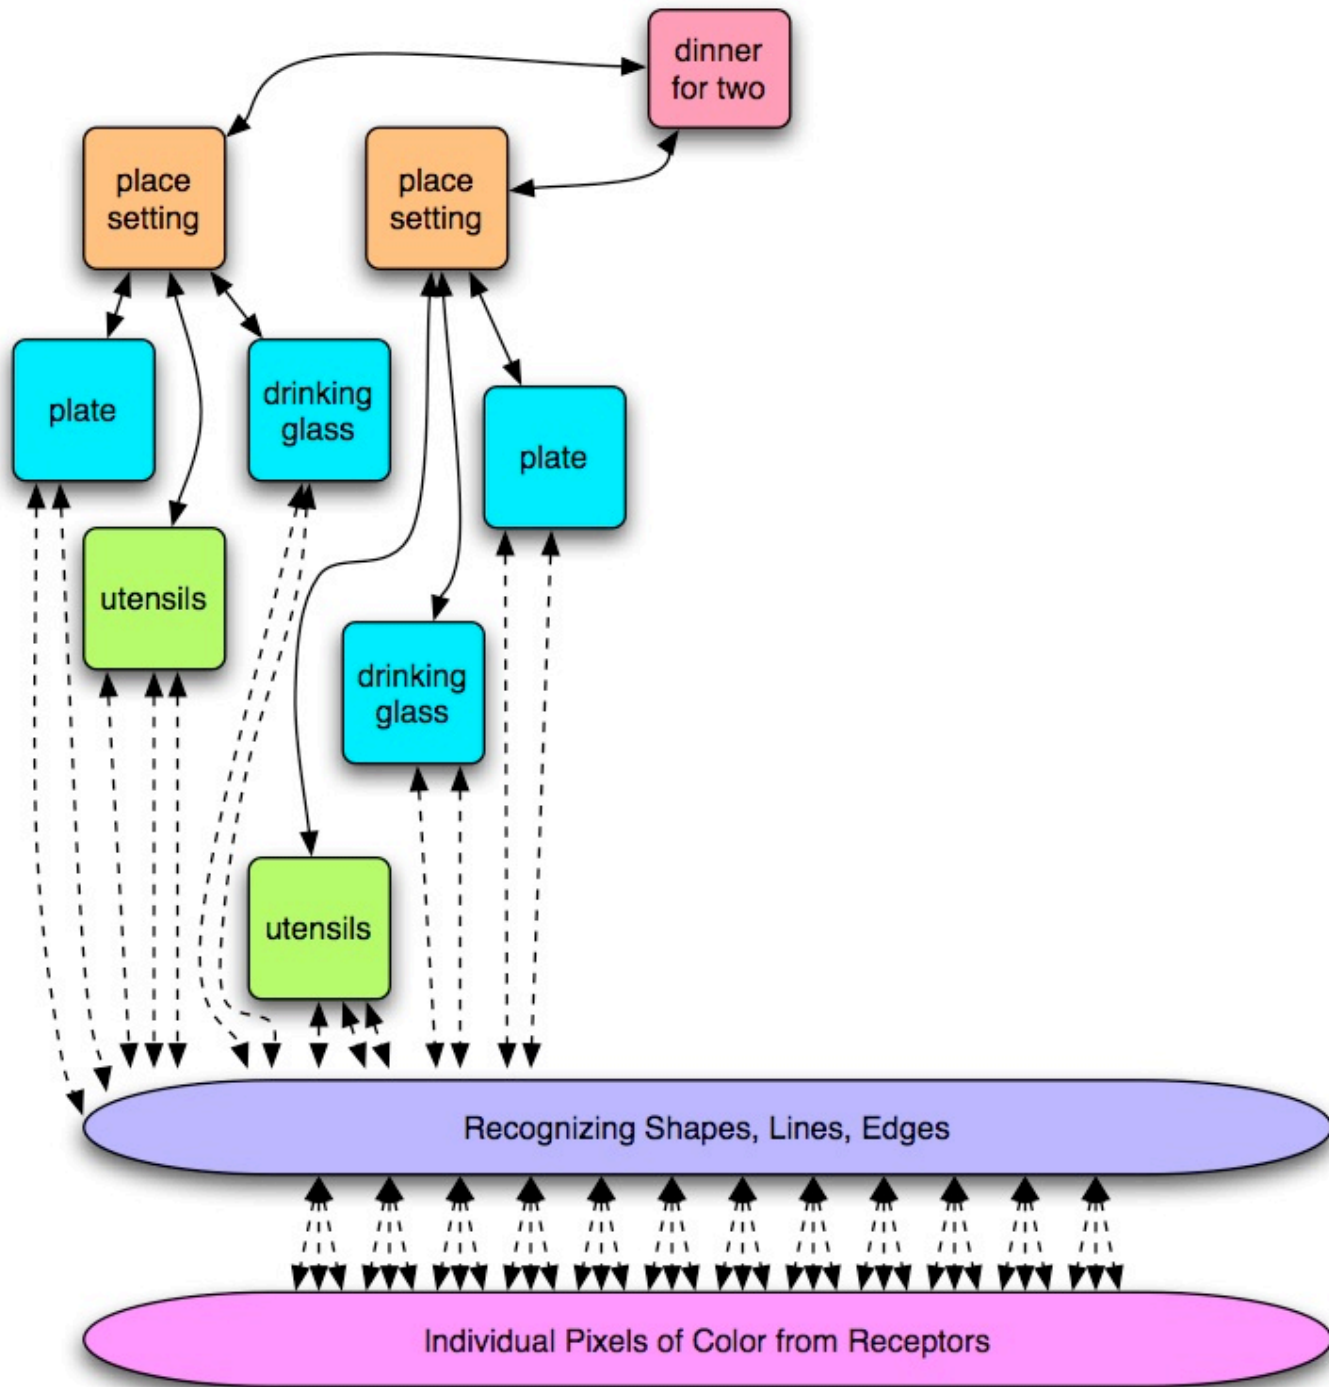 dinner
for two
place
setting
place
setting
plate
drinking
glass
plate
utensils
drinking
glass
utensils
Recognizing Shapes, Lines, Edges
Individual Pixels of Color from Receptors